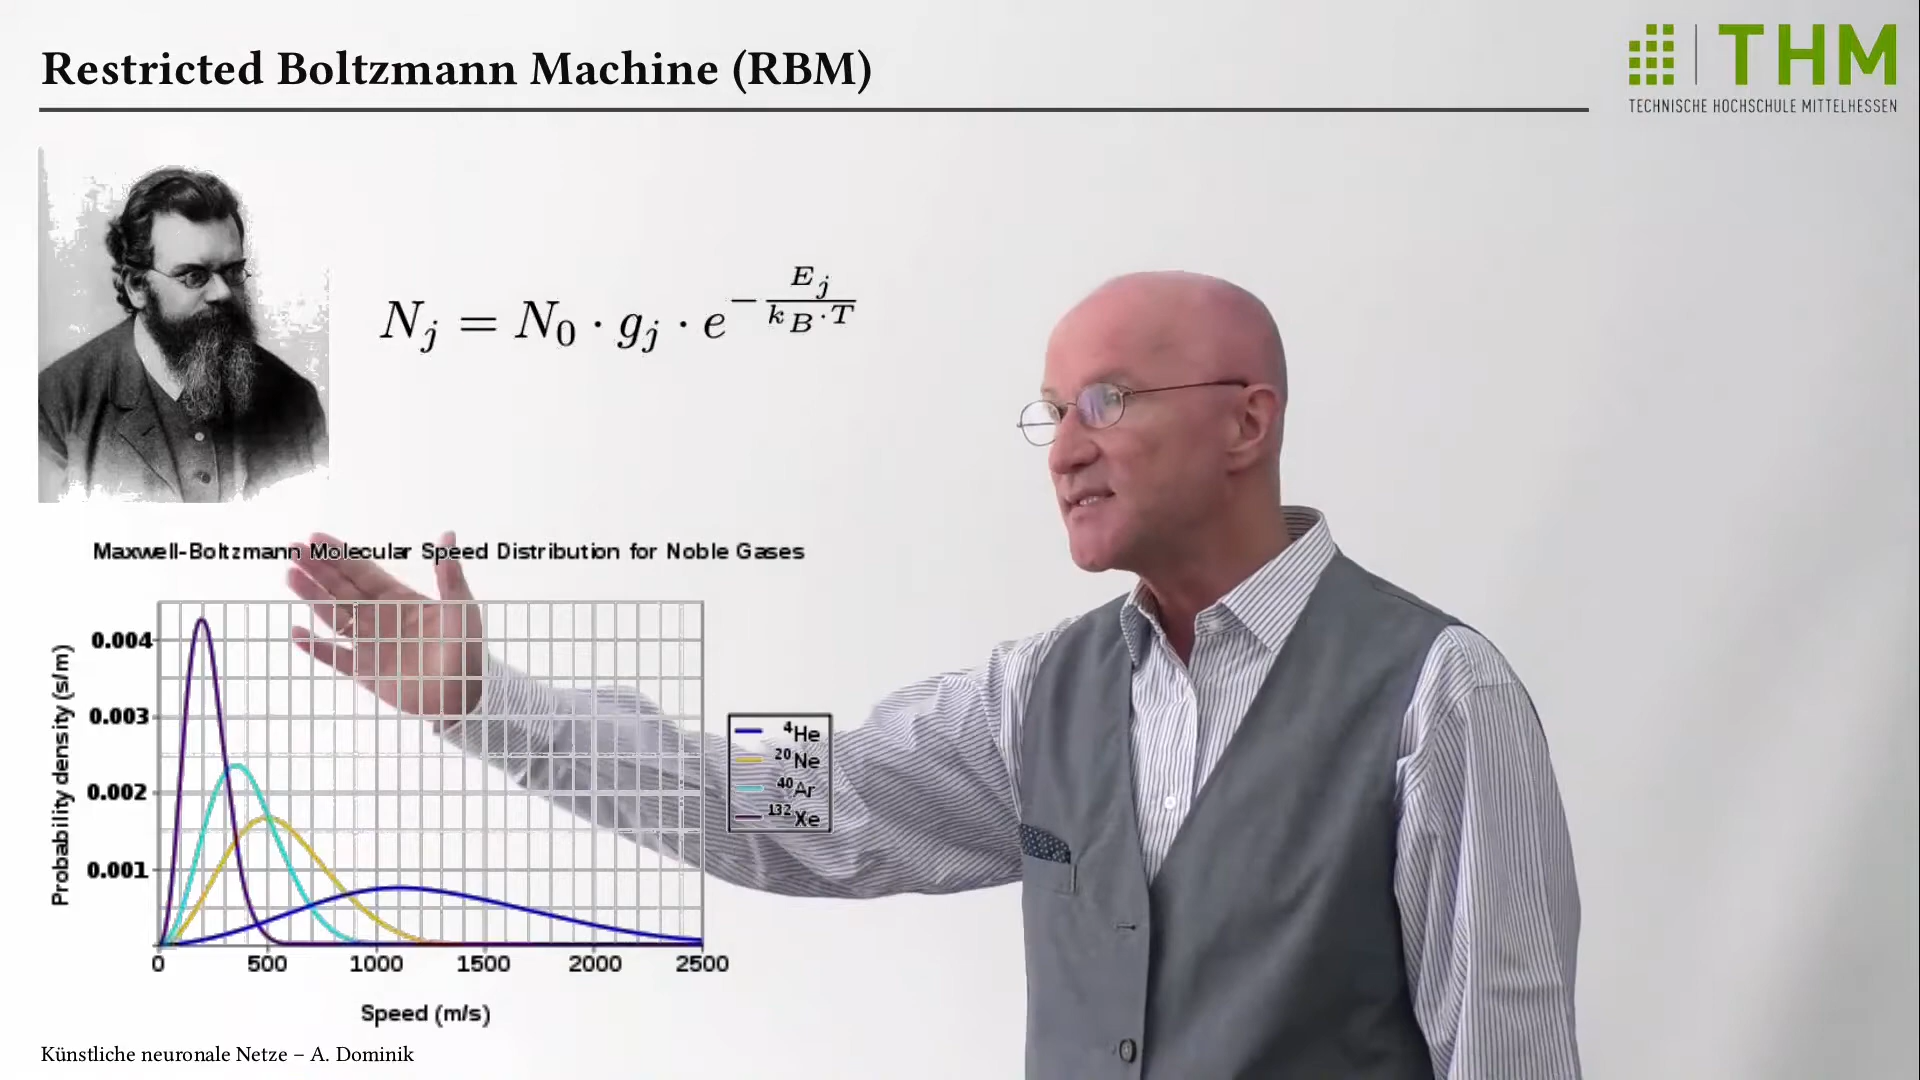 Restricted Boltzmann Machine (RBM)
THM
TECHNISCHE HOCHSCHULE MITTELHESSEN
N_j = N_0 · g_j · e^{-\frac{E_j}{k_B · T}}
Maxwell-Boltzmann Molecular Speed Distribution for Noble Gases
Probability density (s/m)
0.004
0.003
0.002
0.001
0 500 1000 1500 2000 2500
Speed (m/s)
⁴He
²⁰Ne
⁴⁰Ar
¹³²Xe
Künstliche neuronale Netze – A. Dominik